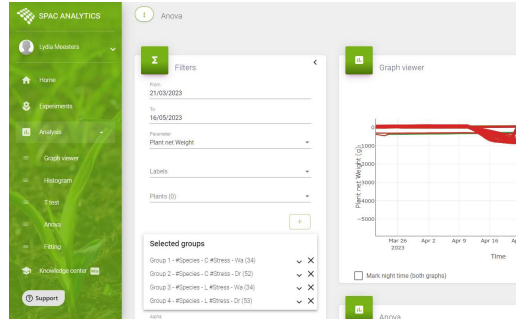 SPAC ANALYTICS
Anova
Lydia Meesters
Home
Experiments
Analysis
Graph viewer
Histogram
T test
Anova
Fitting
Knowledge center
Support
Filters
From
21/03/2023
To
16/05/2023
Parameter
Plant net Weight
Labels
Plants (0)
+
Selected groups
Group 1 - #Species - C #Stress - Wa (34)
Group 2 - #Species - C #Stress - Dr (52)
Group 3 - #Species - L #Stress - Wa (34)
Group 4 - #Species - L #Stress - Dr (53)
Alpha
Graph viewer
Plant net Weight (g)
0
−1000
−2000
−3000
−4000
−5000
Mar 26
2023
Apr 2
Apr 9
Apr 16
Time
Mark night time (both graphs)
Anova